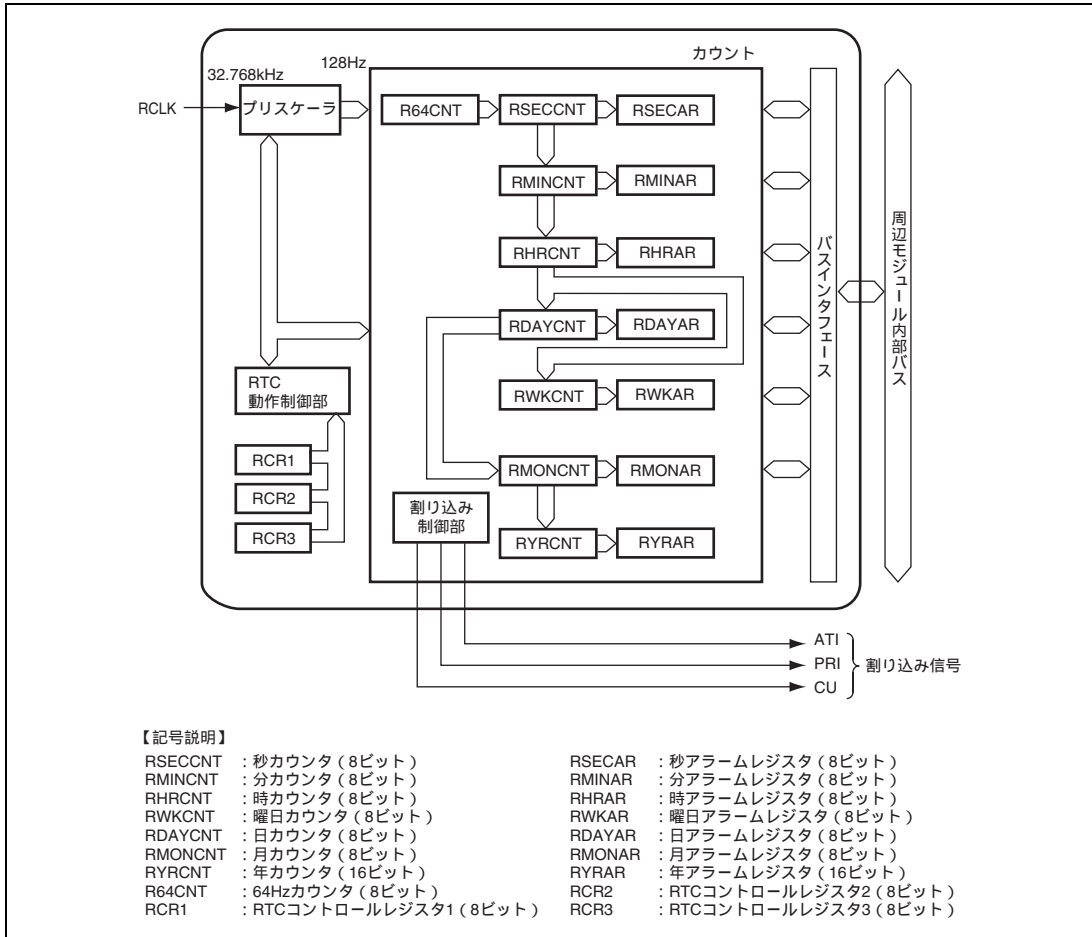 カウント
32.768kHz
128Hz
RCLK
プリスケーラ
R64CNT
RSECCNT
RSECAR
RMINCNT
RMINAR
RHRCNT
RHRAR
RDAYCNT
RDAYAR
RWKCNT
RWKAR
RMONCNT
RMONAR
RYRCNT
RYRAR
RTC
動作制御部
RCR1
RCR2
RCR3
割り込み
制御部
バスインタフェース
周辺モジュール内部バス
ATI
PRI
CU
割り込み信号
【記号説明】
RSECCNT :秒カウンタ(8ビット)
RMINCNT :分カウンタ(8ビット)
RHRCNT :時カウンタ(8ビット)
RWKCNT :曜日カウンタ(8ビット)
RDAYCNT :日カウンタ(8ビット)
RMONCNT :月カウンタ(8ビット)
RYRCNT :年カウンタ(16ビット)
R64CNT :64Hzカウンタ(8ビット)
RCR1 :RTCコントロールレジスタ1(8ビット)
RSECAR :秒アラームレジスタ(8ビット)
RMINAR :分アラームレジスタ(8ビット)
RHRAR :時アラームレジスタ(8ビット)
RWKAR :曜日アラームレジスタ(8ビット)
RDAYAR :日アラームレジスタ(8ビット)
RMONAR :月アラームレジスタ(8ビット)
RYRAR :年アラームレジスタ(16ビット)
RCR2 :RTCコントロールレジスタ2(8ビット)
RCR3 :RTCコントロールレジスタ3(8ビット)